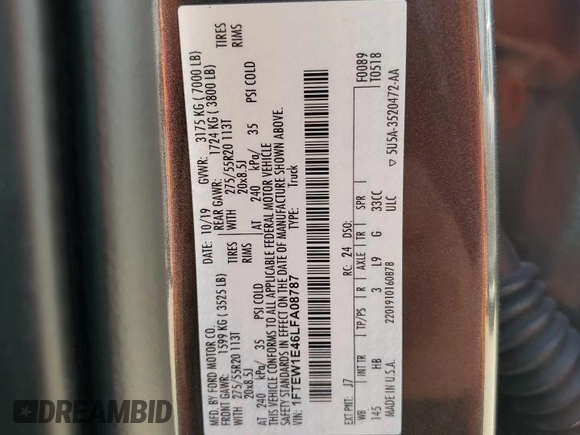 MFD. BY FORD MOTOR CO.
DATE: 10/19 GVWR: 3175 KG ( 7000 LB)
FRONT GAWR: 1599 KG ( 3525 LB) REAR GAWR: 1724 KG ( 3800 LB)
WITH 275/55R20 113T TIRES WITH 275/55R20 113T TIRES
20x8.5J RIMS 20x8.5J RIMS
AT 240 kPa/ 35 PSI COLD AT 240 kPa/ 35 PSI COLD
THIS VEHICLE CONFORMS TO ALL APPLICABLE FEDERAL MOTOR VEHICLE
SAFETY STANDARDS IN EFFECT ON THE DATE OF MANUFACTURE SHOWN ABOVE.
VIN: 1FTEW1E46LFA08787 TYPE: Truck
F0089
T0518
EXT PNT: J7 RC: 24 DSO:
WB INT TR TP/PS R AXLE TR SPR
145 HB 3 L9 G 33CC
MADE IN U.S.A. 2201910160878 ULC
5U5A-3520472-AA
DREAMBID